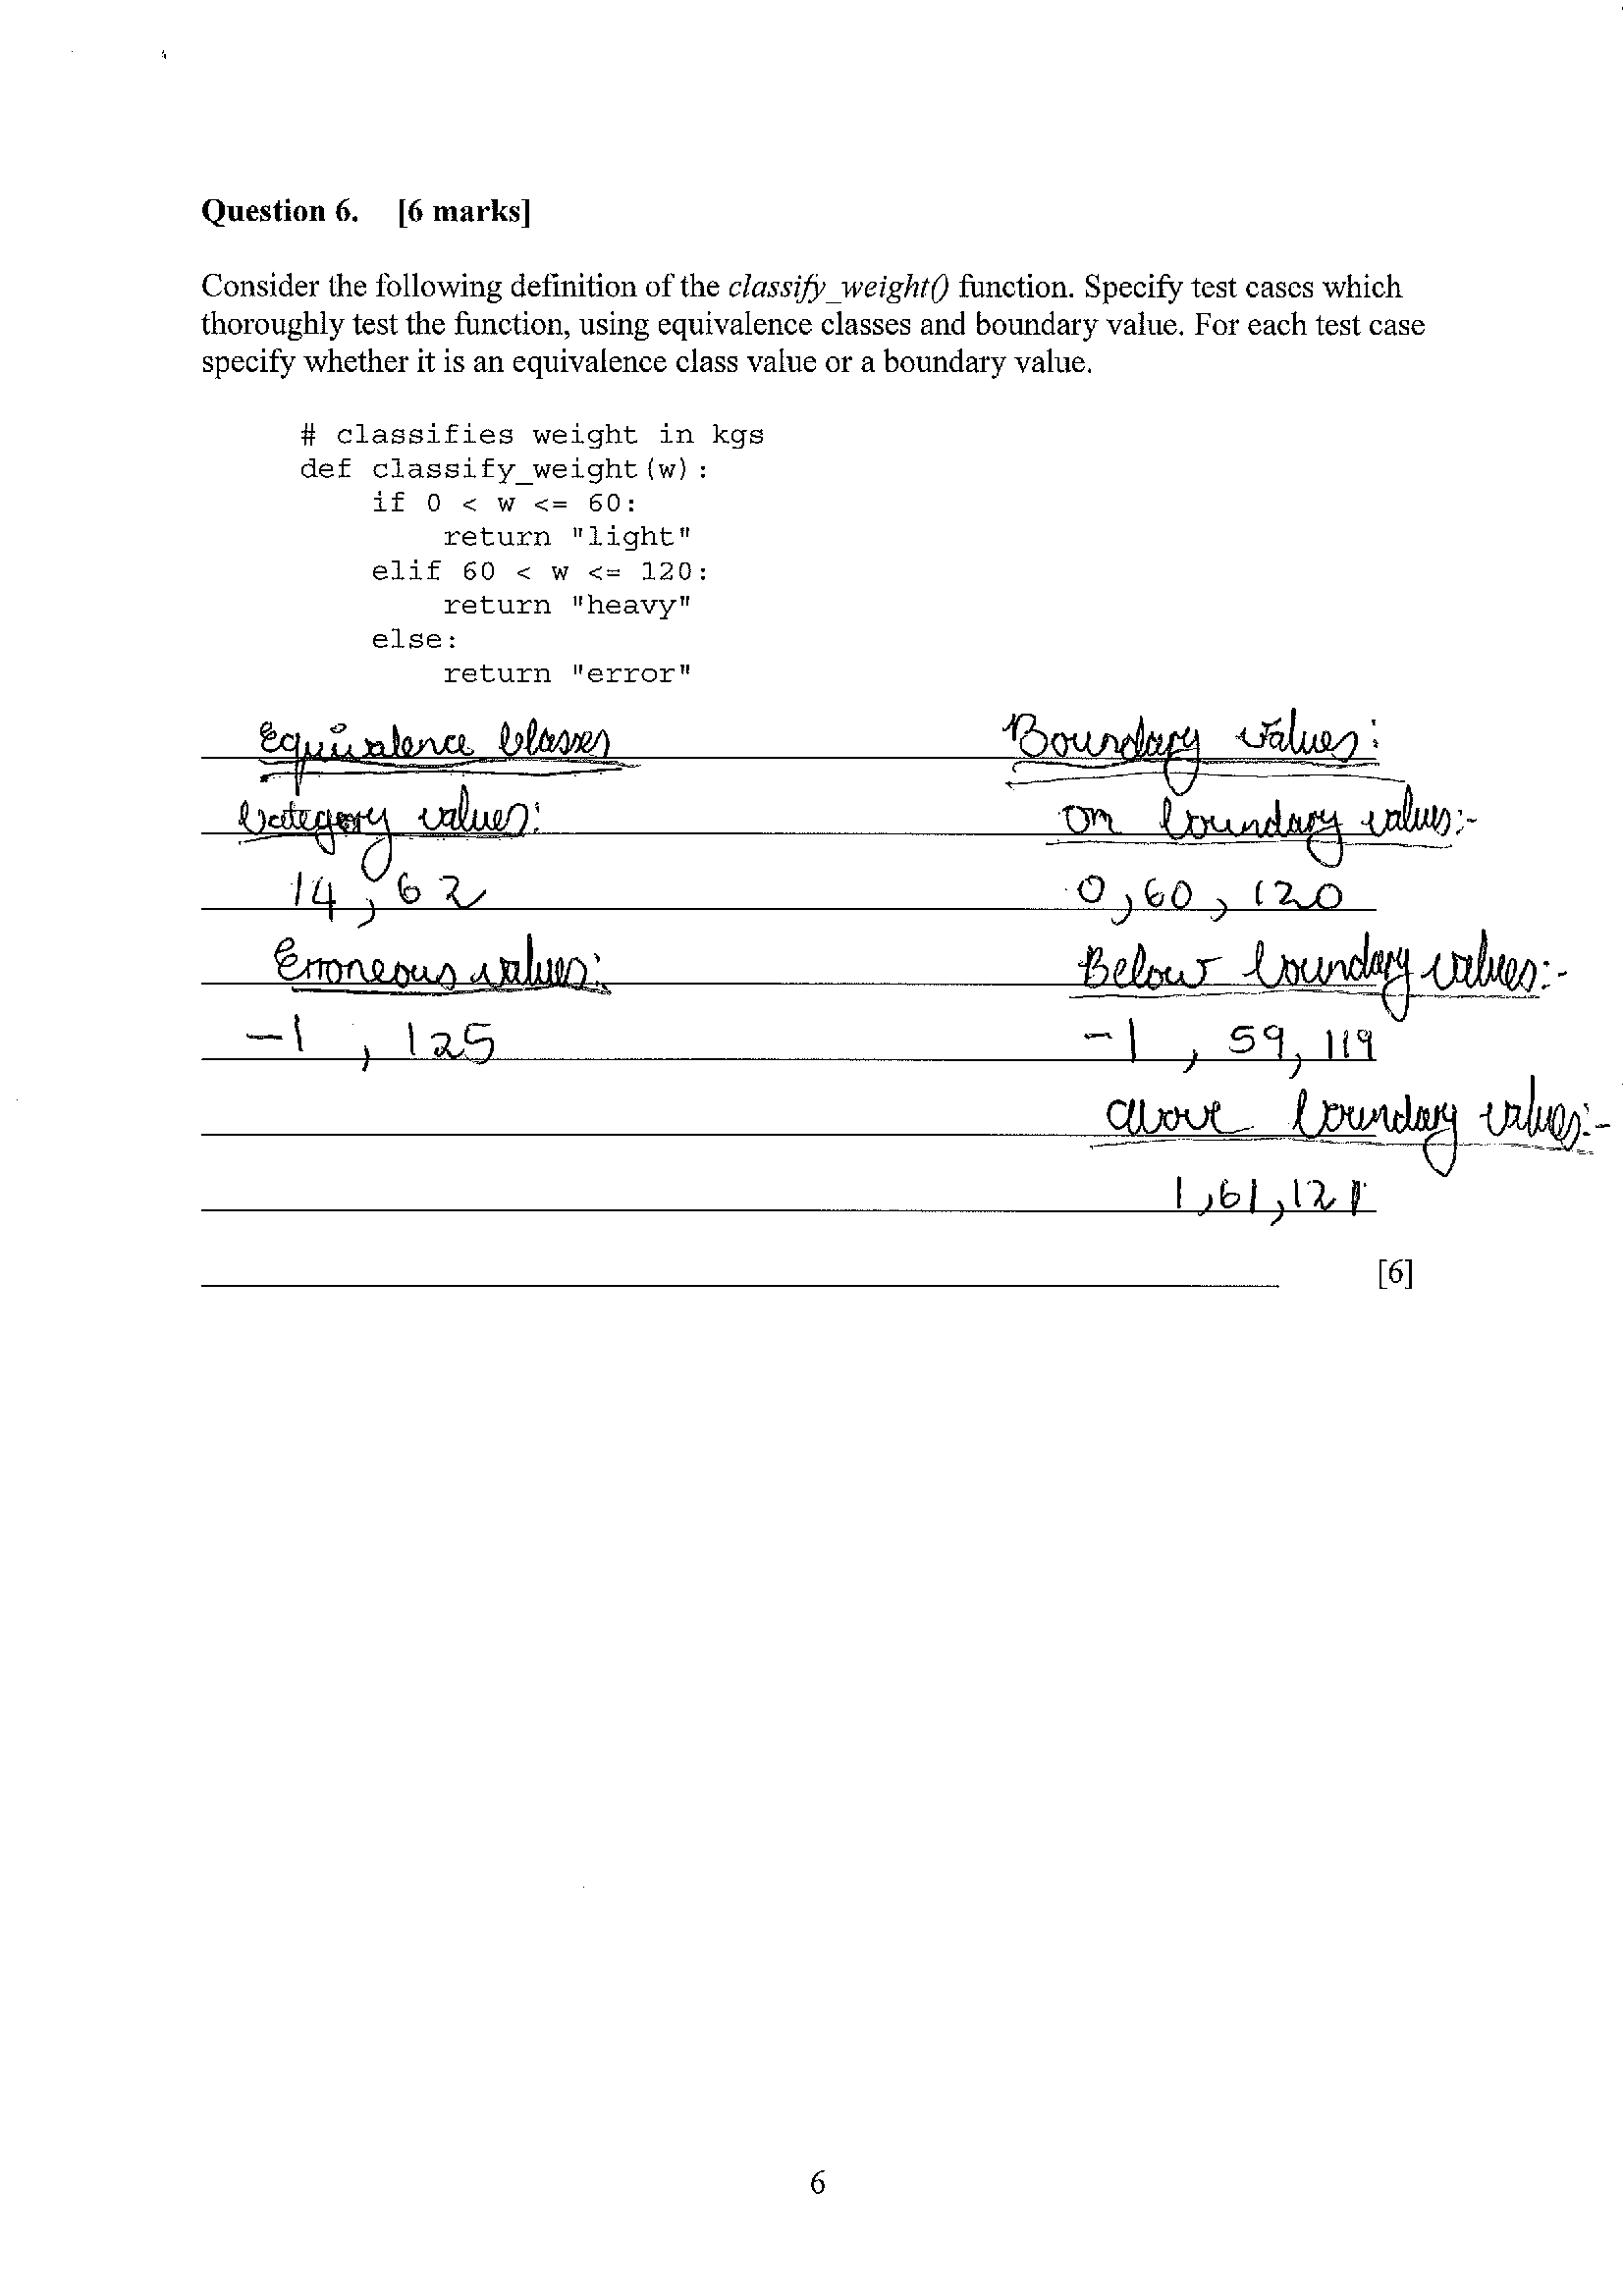 Question 6. [6 marks]
Consider the following definition of the classify_weight() function. Specify test cases which
thoroughly test the function, using equivalence classes and boundary value. For each test case
specify whether it is an equivalence class value or a boundary value.
# classifies weight in kgs
def classify_weight(w):
    if 0 < w <= 60:
        return "light"
    elif 60 < w <= 120:
        return "heavy"
    else:
        return "error"
Equivalence Classes
Category values:
14, 62
Erroneous values:
-1, 125
Boundary values:
on boundary values:-
0, 60, 120
Below boundary values:-
-1, 59, 119
above boundary values:-
1, 61, 121
[6]
6